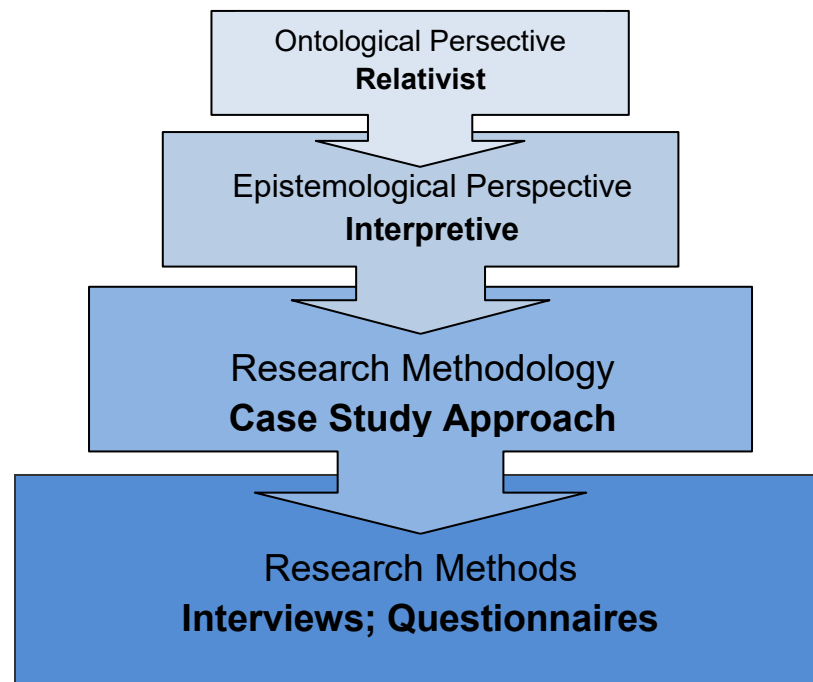 Ontological Persective
Relativist
Epistemological Perspective
Interpretive
Research Methodology
Case Study Approach
Research Methods
Interviews; Questionnaires